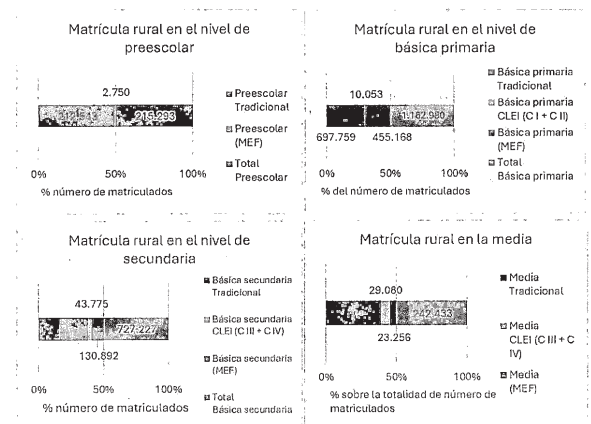 Matrícula rural en el nivel de
preescolar
2.750
215.293
0%
50%
100%
% número de matriculados
Preescolar
Tradicional
Preescolar
(MEF)
Total
Preescolar
Matrícula rural en el nivel de
básica primaria
10.053
697.759
455.168
0%
50%
100%
% del número de matriculados
Básica primaria
Tradicional
Básica primaria
CLEI (C I + C II)
Básica primaria
(MEF)
Total
Básica primaria
Matrícula rural en el nivel de
secundaria
43.775
727.227
130.892
0%
50%
100%
% número de matriculados
Básica secundaria
Tradicional
Básica secundaria
CLEI (C III + C IV)
Básica secundaria
(MEF)
Total
Básica secundaria
Matrícula rural en la media
29.080
242.433
23.256
0%
50%
100%
% sobre la totalidad de número de
matriculados
Media
Tradicional
Media
CLEI (C III + C
IV)
Media
(MEF)